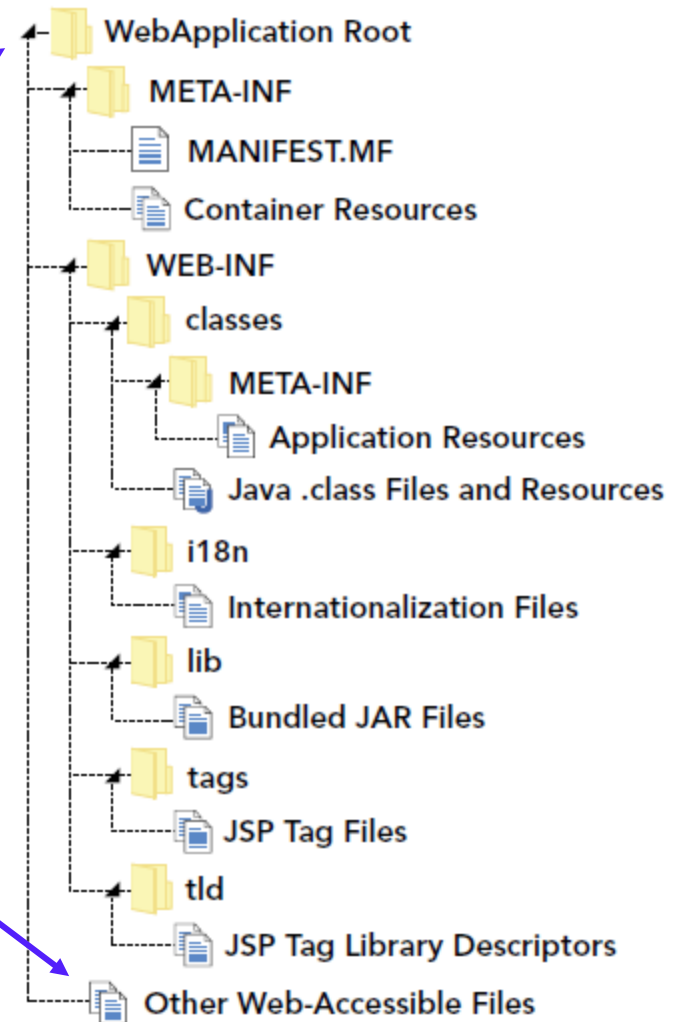 WebApplication Root
META-INF
MANIFEST.MF
Container Resources
WEB-INF
classes
META-INF
Application Resources
Java .class Files and Resources
i18n
Internationalization Files
lib
Bundled JAR Files
tags
JSP Tag Files
tld
JSP Tag Library Descriptors
Other Web-Accessible Files